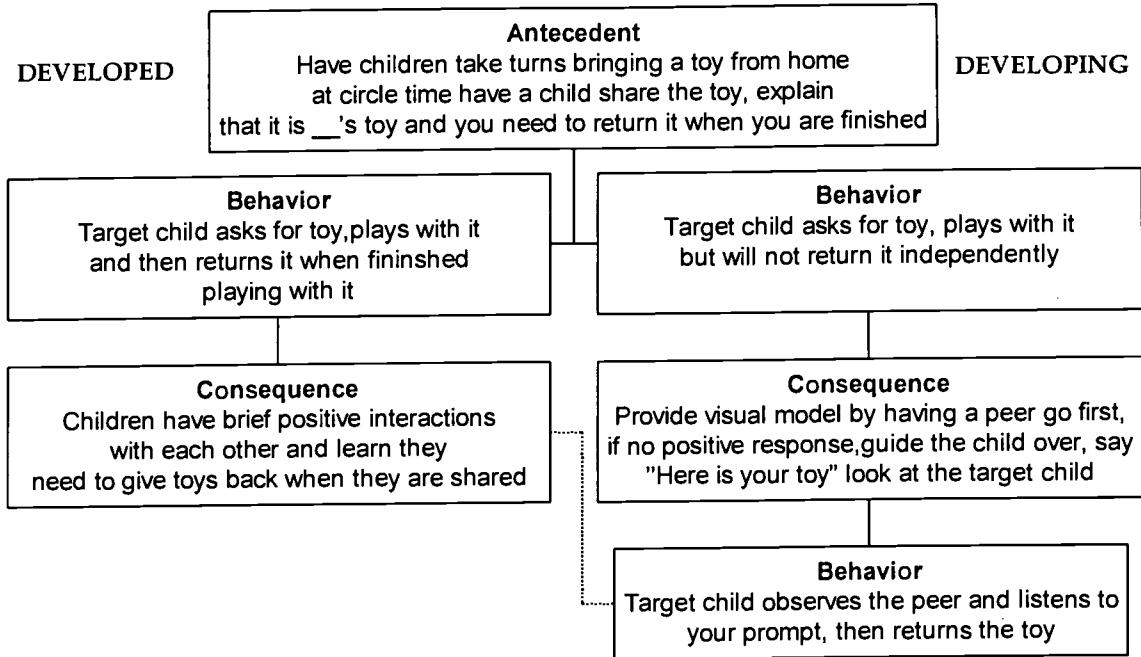 Antecedent
DEVELOPED
Have children take turns bringing a toy from home
DEVELOPING
at circle time have a child share the toy, explain
that it is __'s toy and you need to return it when you are finished
Behavior
Target child asks for toy,plays with it
and then returns it when fininshed
playing with it
Behavior
Target child asks for toy, plays with it
but will not return it independently
Consequence
Children have brief positive interactions
with each other and learn they
need to give toys back when they are shared
Consequence
Provide visual model by having a peer go first,
if no positive response,guide the child over, say
"Here is your toy" look at the target child
Behavior
Target child observes the peer and listens to
your prompt, then returns the toy